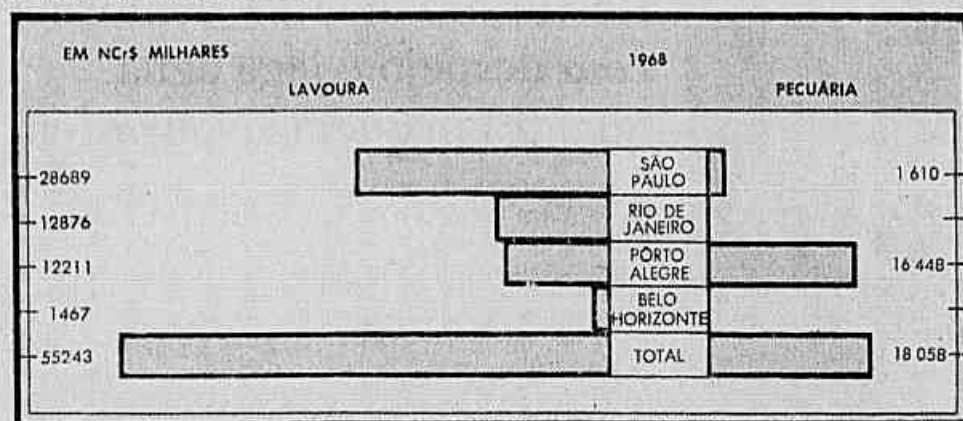 EM NCr$ MILHARES
1968
LAVOURA
PECUÁRIA
28689
SÃO
PAULO
1 610
12876
RIO DE
JANEIRO
12211
PÔRTO
ALEGRE
16 448
1467
BELO
HORIZONTE
55243
TOTAL
18 058